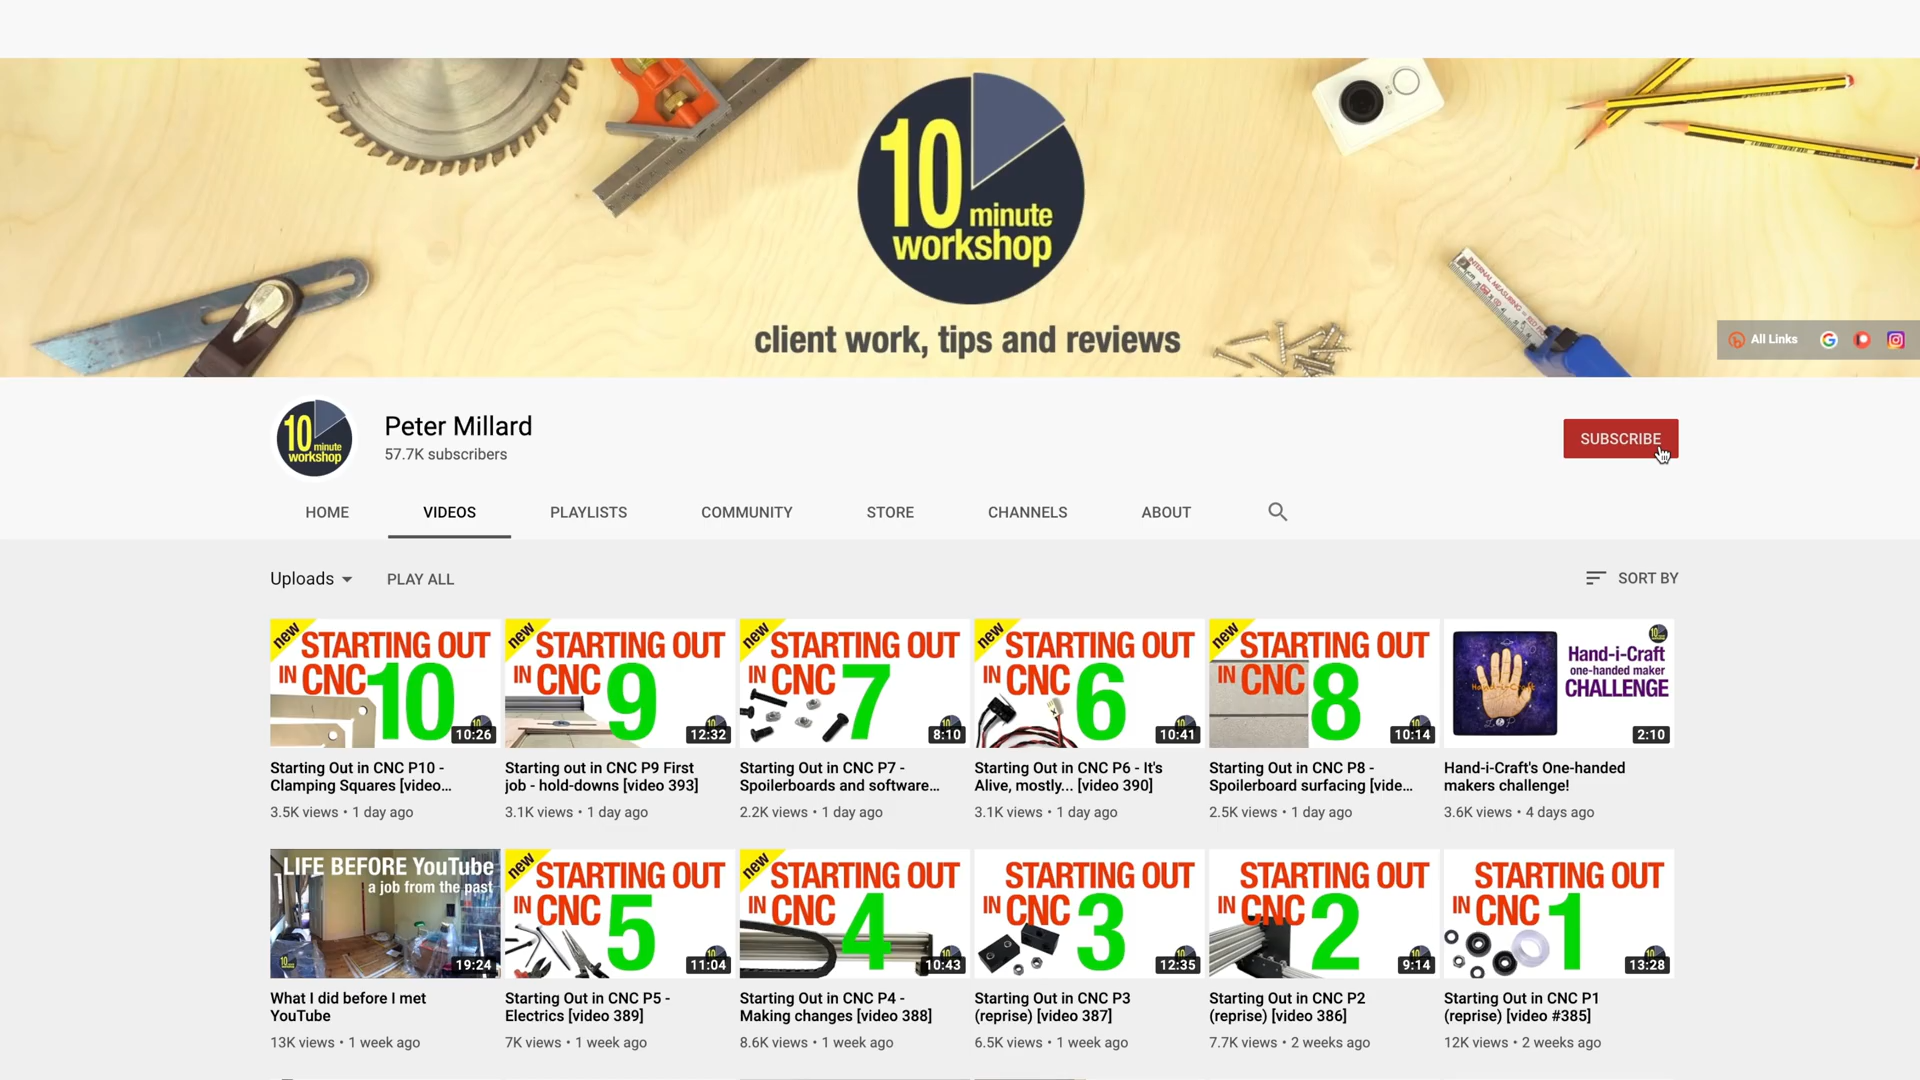 10
minute
workshop
client work, tips and reviews
INTERNAL MEASURING
All Links
10
minute
workshop
Peter Millard
57.7K subscribers
SUBSCRIBE
HOME
VIDEOS
PLAYLISTS
COMMUNITY
STORE
CHANNELS
ABOUT
Uploads
PLAY ALL
SORT BY
new
STARTING OUT
IN CNC 10
10:26
new
STARTING OUT
IN CNC 9
12:32
new
STARTING OUT
IN CNC 7
8:10
new
STARTING OUT
IN CNC 6
10:41
new
STARTING OUT
IN CNC 8
10:14
Hand-i-Craft
one-handed maker
CHALLENGE
2:10
Starting Out in CNC P10 -
Clamping Squares [video...
3.5K views • 1 day ago
Starting out in CNC P9 First
job - hold-downs [video 393]
3.1K views • 1 day ago
Starting Out in CNC P7 -
Spoilerboards and software...
2.2K views • 1 day ago
Starting Out in CNC P6 - It's
Alive, mostly... [video 390]
3.1K views • 1 day ago
Starting Out in CNC P8 -
Spoilerboard surfacing [vide...
2.5K views • 1 day ago
Hand-i-Craft's One-handed
makers challenge!
3.6K views • 4 days ago
LIFE BEFORE YouTube
a job from the past
19:24
new
STARTING OUT
IN CNC 5
11:04
new
STARTING OUT
IN CNC 4
10:43
STARTING OUT
IN CNC 3
12:35
STARTING OUT
IN CNC 2
9:14
STARTING OUT
IN CNC 1
13:28
What I did before I met
YouTube
13K views • 1 week ago
Starting Out in CNC P5 -
Electrics [video 389]
7K views • 1 week ago
Starting Out in CNC P4 -
Making changes [video 388]
8.6K views • 1 week ago
Starting Out in CNC P3
(reprise) [video 387]
6.5K views • 1 week ago
Starting Out in CNC P2
(reprise) [video 386]
7.7K views • 2 weeks ago
Starting Out in CNC P1
(reprise) [video #385]
12K views • 2 weeks ago